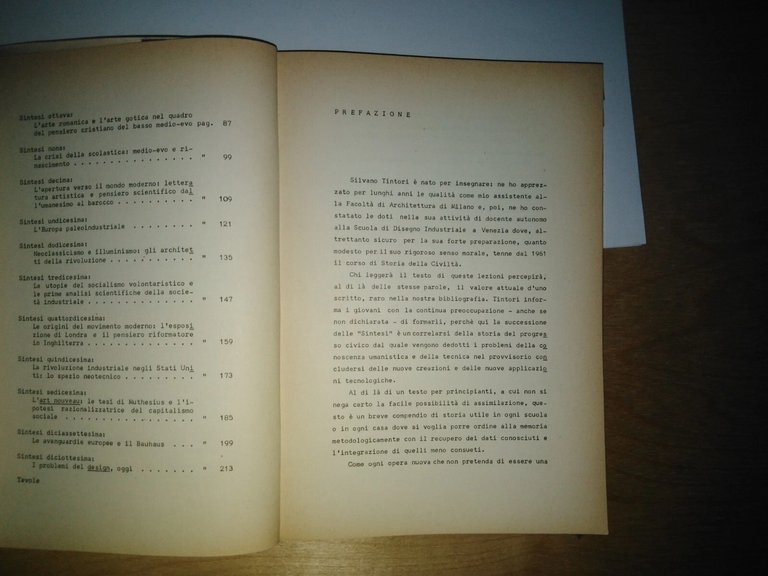 Sintesi ottava:
L'arte romanica e l'arte gotica nel quadro
del pensiero cristiano del basso medio-evo pag. 87
Sintesi nona:
La crisi della scolastica: medio-evo e ri-
nascimento . . . . . . . . . . . . . . . . " 99
Sintesi decima:
L'apertura verso il mondo moderno: lettera
tura artistica e pensiero scientifico dal
l'umanesimo al barocco . . . . . . . . . . " 109
Sintesi undicesima:
L'Europa paleoindustriale . . . . . . . . " 121
Sintesi dodicesima:
Neoclassicismo e illuminismo: gli architet
ti della rivoluzione . . . . . . . . . . . " 135
Sintesi tredicesima:
Le utopie del socialismo volontaristico e
le prime analisi scientifiche della socie-
tà industriale . . . . . . . . . . . . . . " 147
Sintesi quattordicesima:
Le origini del movimento moderno: l'esposi
zione di Londra e il pensiero riformatore
in Inghilterra . . . . . . . . . . . . . . " 159
Sintesi quindicesima:
La rivoluzione industriale negli Stati Uni
ti: lo spazio neotecnico . . . . . . . . . " 173
Sintesi sedicesima:
L'art nouveau: le tesi di Muthesius e l'i-
potesi razionalizzatrice del capitalismo
sociale . . . . . . . . . . . . . . . . . " 185
Sintesi diciassettesima:
Le avanguardie europee e il Bauhaus . . . " 199
Sintesi diciottesima:
I problemi del design, oggi . . . . . . . " 213
Tavole
PREFAZIONE
Silvano Tintori è nato per insegnare: ne ho apprez-
zato per lunghi anni le qualità come mio assistente al-
la Facoltà di Architettura di Milano e, poi, ne ho con-
statato le doti nella sua attività di docente autonomo
alla Scuola di Disegno Industriale a Venezia dove, al-
trettanto sicuro per la sua forte preparazione, quanto
modesto per il suo rigoroso senso morale, tenne dal 1961
il corso di Storia della Civiltà.
Chi leggerà il testo di queste lezioni percepirà,
al di là delle stesse parole, il valore attuale d'uno
scritto, raro nella nostra bibliografia. Tintori infor-
ma i giovani con la continua preoccupazione - anche se
non dichiarata - di formarli, perchè qui la successione
delle "Sintesi" è un correlarsi della storia del progres
so civico dal quale vengono dedotti i problemi della co
noscenza umanistica e della tecnica nel provvisorio con
cludersi delle nuove creazioni e delle nuove applicazio
ni tecnologiche.
Al di là di un testo per principianti, a cui non si
nega certo la facile possibilità di assimilazione, que-
sto è un breve compendio di storia utile in ogni scuola
o in ogni casa dove si voglia porre ordine alla memoria
metodologicamente con il recupero dei dati conosciuti e
l'integrazione di quelli meno consueti.
Come ogni opera nuova che non pretenda di essere una